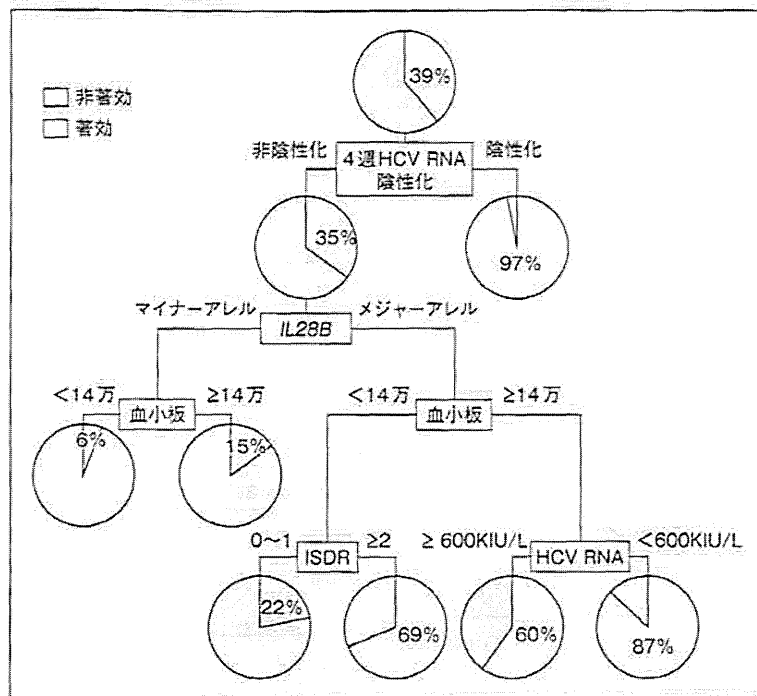 39%
非著効
著効
非陰性化 4週HCV RNA 陰性化
陰性化
35%
97%
マイナーアレル IL28B メジャーアレル
<14万 血小板 ≥14万
<14万 血小板 ≥14万
6%
15%
0〜1 ISDR ≥2
≥ 600KIU/L HCV RNA <600KIU/L
22%
69%
60%
87%